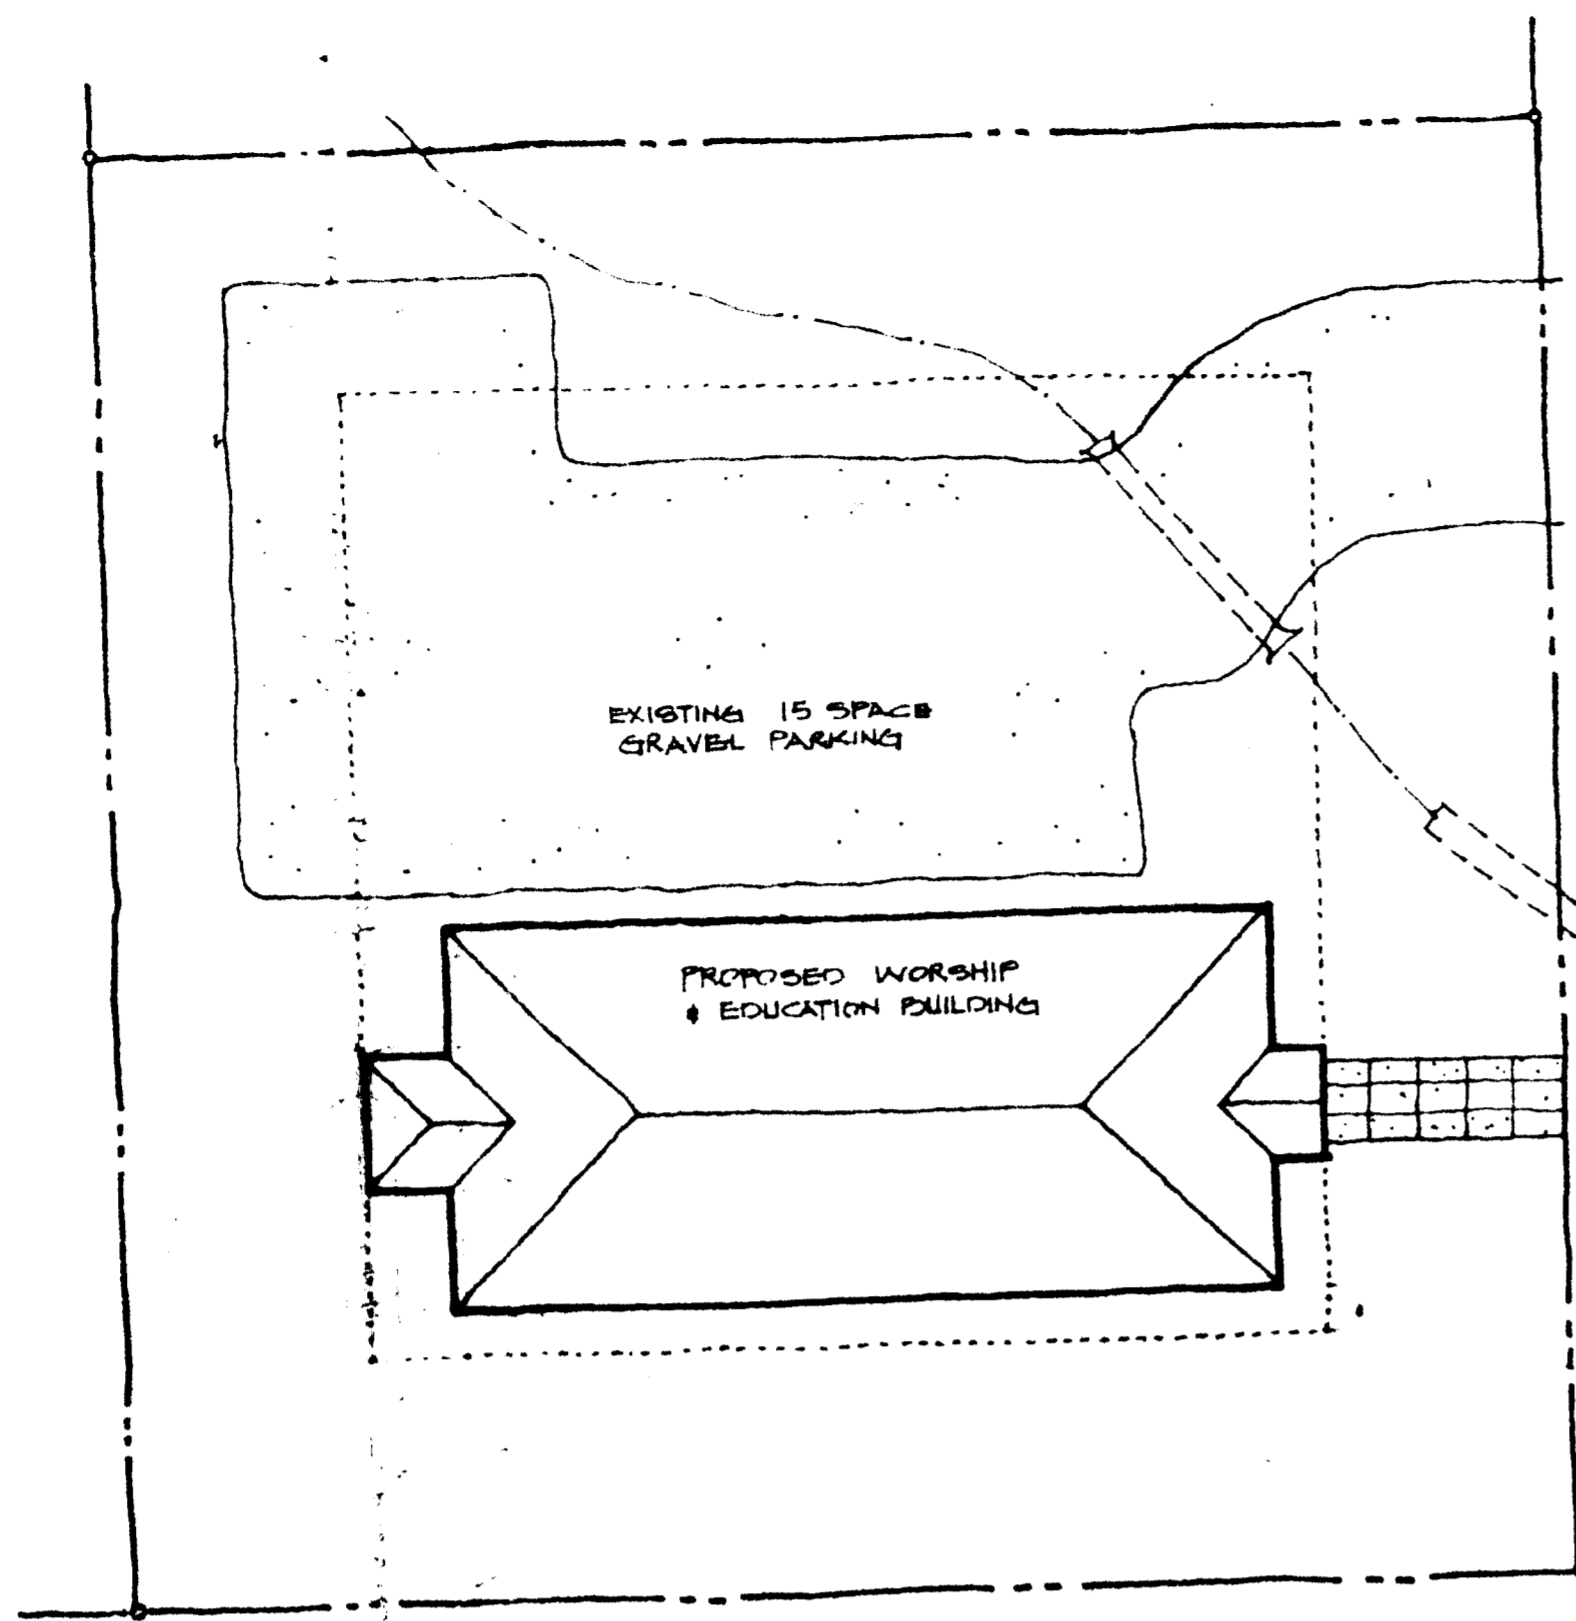 EXISTING 15 SPACE
GRAVEL PARKING
PROPOSED WORSHIP
& EDUCATION BUILDING